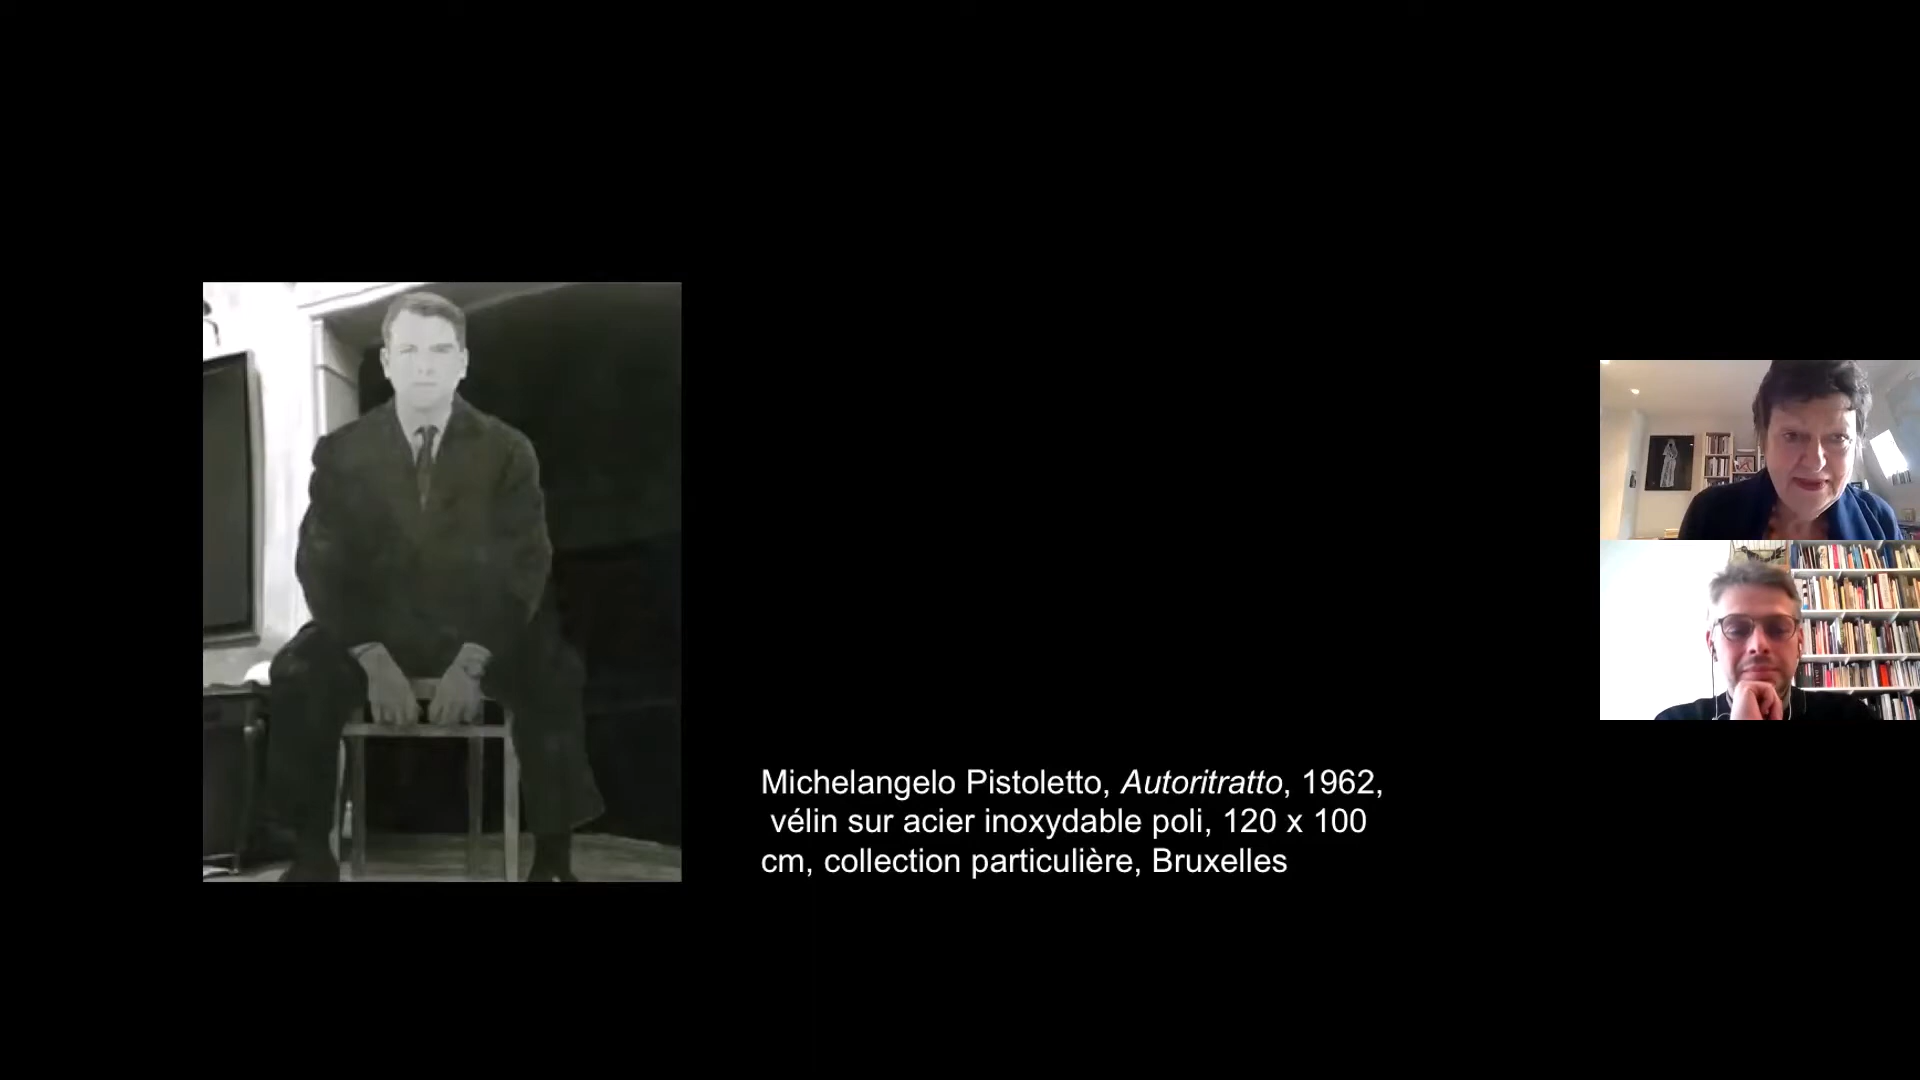 Michelangelo Pistoletto, Autoritratto, 1962,
vélin sur acier inoxydable poli, 120 x 100
cm, collection particulière, Bruxelles